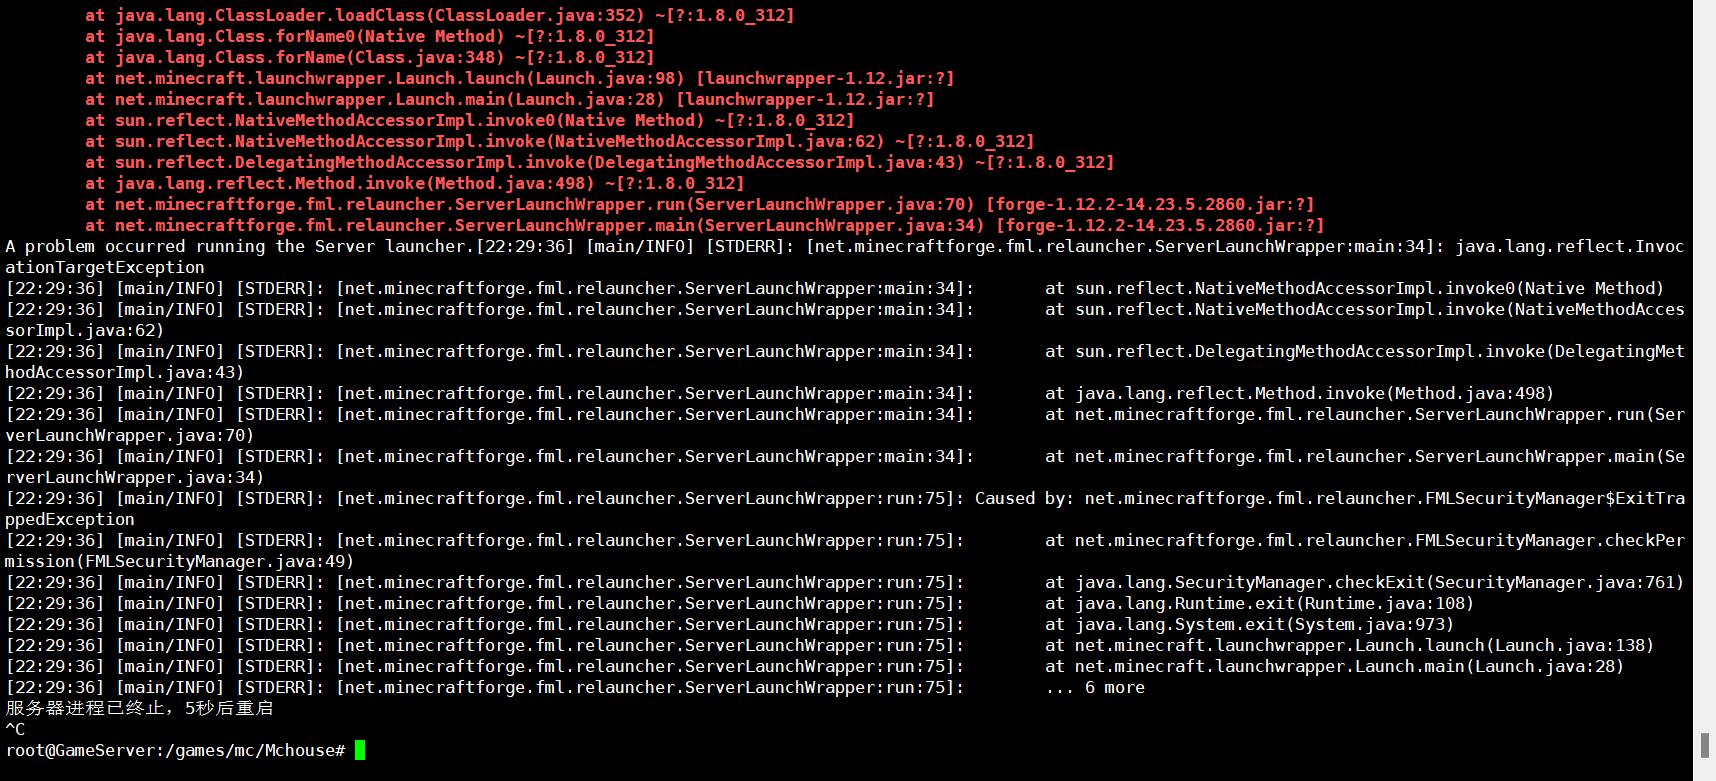 at java.lang.ClassLoader.loadClass(ClassLoader.java:352) ~[?:1.8.0_312]
at java.lang.Class.forName0(Native Method) ~[?:1.8.0_312]
at java.lang.Class.forName(Class.java:348) ~[?:1.8.0_312]
at net.minecraft.launchwrapper.Launch.launch(Launch.java:98) [launchwrapper-1.12.jar:?]
at net.minecraft.launchwrapper.Launch.main(Launch.java:28) [launchwrapper-1.12.jar:?]
at sun.reflect.NativeMethodAccessorImpl.invoke0(Native Method) ~[?:1.8.0_312]
at sun.reflect.NativeMethodAccessorImpl.invoke(NativeMethodAccessorImpl.java:62) ~[?:1.8.0_312]
at sun.reflect.DelegatingMethodAccessorImpl.invoke(DelegatingMethodAccessorImpl.java:43) ~[?:1.8.0_312]
at java.lang.reflect.Method.invoke(Method.java:498) ~[?:1.8.0_312]
at net.minecraftforge.fml.relauncher.ServerLaunchWrapper.run(ServerLaunchWrapper.java:70) [forge-1.12.2-14.23.5.2860.jar:?]
at net.minecraftforge.fml.relauncher.ServerLaunchWrapper.main(ServerLaunchWrapper.java:34) [forge-1.12.2-14.23.5.2860.jar:?]
A problem occurred running the Server launcher.[22:29:36] [main/INFO] [STDERR]: [net.minecraftforge.fml.relauncher.ServerLaunchWrapper:main:34]: java.lang.reflect.Invoc
ationTargetException
[22:29:36] [main/INFO] [STDERR]: [net.minecraftforge.fml.relauncher.ServerLaunchWrapper:main:34]: at sun.reflect.NativeMethodAccessorImpl.invoke0(Native Method)
[22:29:36] [main/INFO] [STDERR]: [net.minecraftforge.fml.relauncher.ServerLaunchWrapper:main:34]: at sun.reflect.NativeMethodAccessorImpl.invoke(NativeMethodAcces
sorImpl.java:62)
[22:29:36] [main/INFO] [STDERR]: [net.minecraftforge.fml.relauncher.ServerLaunchWrapper:main:34]: at sun.reflect.DelegatingMethodAccessorImpl.invoke(DelegatingMet
hodAccessorImpl.java:43)
[22:29:36] [main/INFO] [STDERR]: [net.minecraftforge.fml.relauncher.ServerLaunchWrapper:main:34]: at java.lang.reflect.Method.invoke(Method.java:498)
[22:29:36] [main/INFO] [STDERR]: [net.minecraftforge.fml.relauncher.ServerLaunchWrapper:main:34]: at net.minecraftforge.fml.relauncher.ServerLaunchWrapper.run(Ser
verLaunchWrapper.java:70)
[22:29:36] [main/INFO] [STDERR]: [net.minecraftforge.fml.relauncher.ServerLaunchWrapper:main:34]: at net.minecraftforge.fml.relauncher.ServerLaunchWrapper.main(Se
rverLaunchWrapper.java:34)
[22:29:36] [main/INFO] [STDERR]: [net.minecraftforge.fml.relauncher.ServerLaunchWrapper:run:75]: Caused by: net.minecraftforge.fml.relauncher.FMLSecurityManager$ExitTra
ppedException
[22:29:36] [main/INFO] [STDERR]: [net.minecraftforge.fml.relauncher.ServerLaunchWrapper:run:75]: at net.minecraftforge.fml.relauncher.FMLSecurityManager.checkPer
mission(FMLSecurityManager.java:49)
[22:29:36] [main/INFO] [STDERR]: [net.minecraftforge.fml.relauncher.ServerLaunchWrapper:run:75]: at java.lang.SecurityManager.checkExit(SecurityManager.java:761)
[22:29:36] [main/INFO] [STDERR]: [net.minecraftforge.fml.relauncher.ServerLaunchWrapper:run:75]: at java.lang.Runtime.exit(Runtime.java:108)
[22:29:36] [main/INFO] [STDERR]: [net.minecraftforge.fml.relauncher.ServerLaunchWrapper:run:75]: at java.lang.System.exit(System.java:973)
[22:29:36] [main/INFO] [STDERR]: [net.minecraftforge.fml.relauncher.ServerLaunchWrapper:run:75]: at net.minecraft.launchwrapper.Launch.launch(Launch.java:138)
[22:29:36] [main/INFO] [STDERR]: [net.minecraftforge.fml.relauncher.ServerLaunchWrapper:run:75]: at net.minecraft.launchwrapper.Launch.main(Launch.java:28)
[22:29:36] [main/INFO] [STDERR]: [net.minecraftforge.fml.relauncher.ServerLaunchWrapper:run:75]: ... 6 more
服务器进程已终止，5秒后重启
^C
root@GameServer:/games/mc/Mchouse#